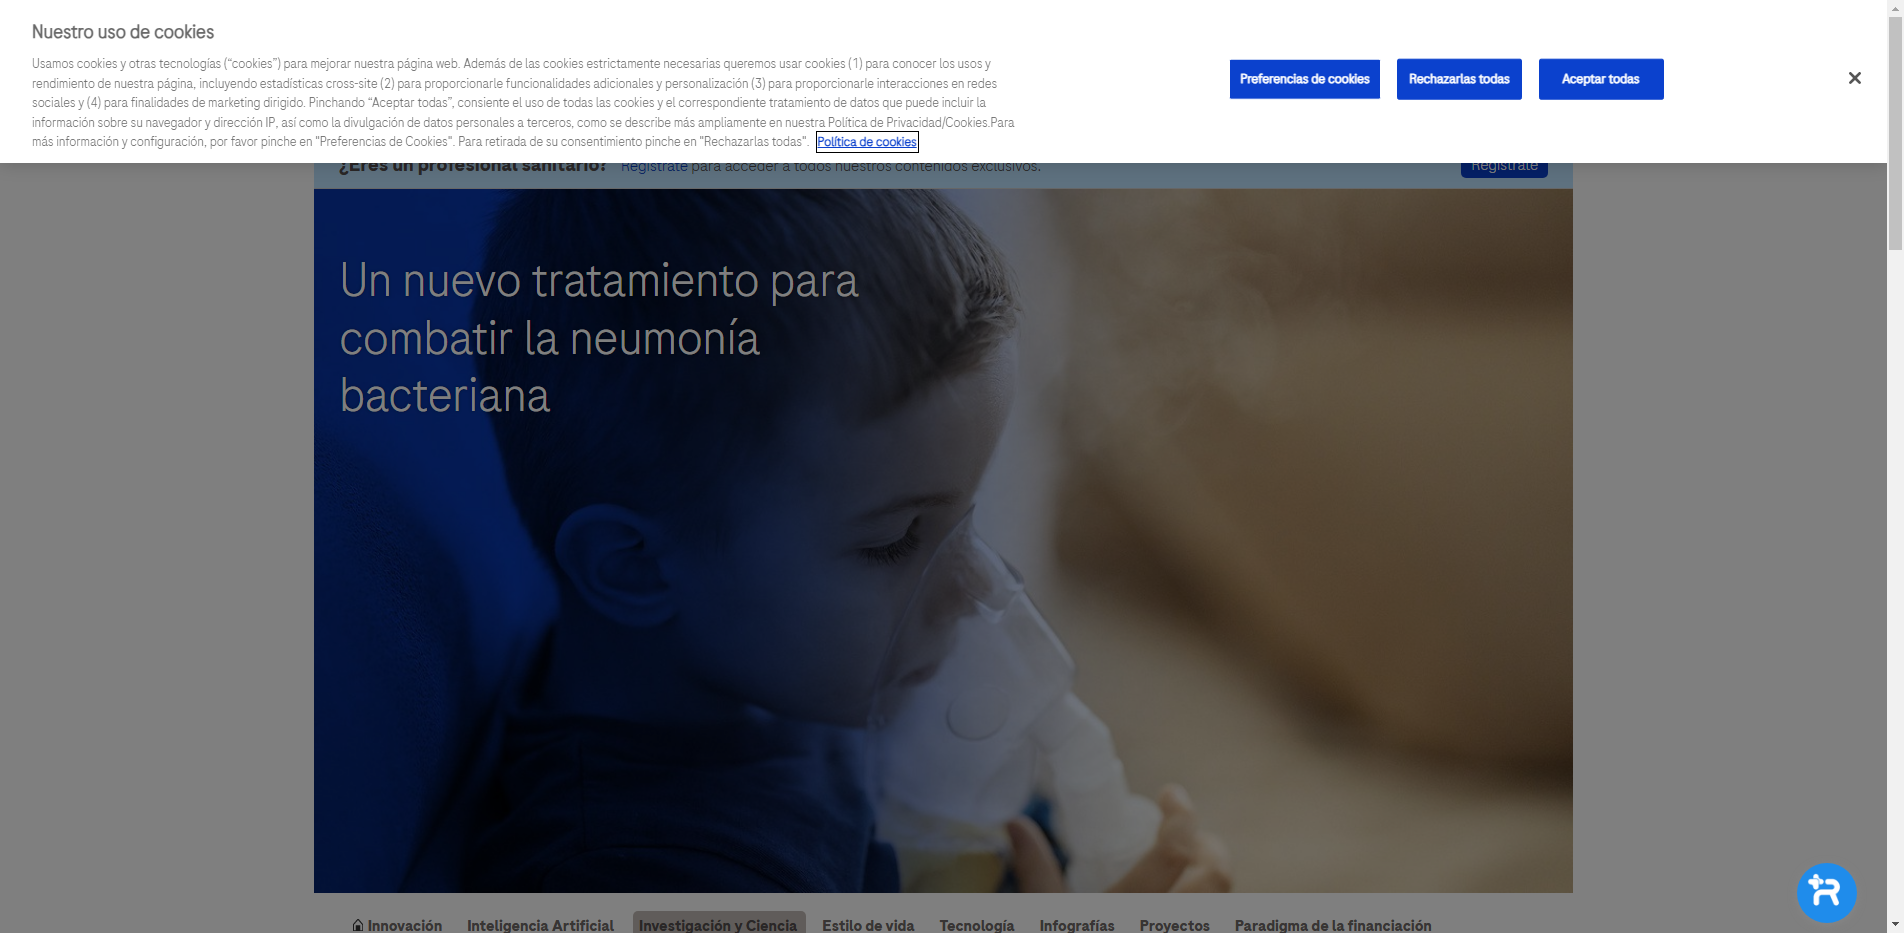 Nuestro uso de cookies
Usamos cookies y otras tecnologías (“cookies”) para mejorar nuestra página web. Además de las cookies estrictamente necesarias queremos usar cookies (1) para conocer los usos y
rendimiento de nuestra página, incluyendo estadísticas cross-site (2) para proporcionarle funcionalidades adicionales y personalización (3) para proporcionarle interacciones en redes
sociales y (4) para finalidades de marketing dirigido. Pinchando “Aceptar todas”, consiente el uso de todas las cookies y el correspondiente tratamiento de datos que puede incluir la
información sobre su navegador y dirección IP, así como la divulgación de datos personales a terceros, como se describe más ampliamente en nuestra Política de Privacidad/Cookies.Para
más información y configuración, por favor pinche en "Preferencias de Cookies". Para retirada de su consentimiento pinche en "Rechazarlas todas". Política de cookies
Preferencias de cookies
Rechazarlas todas
Aceptar todas
¿Eres un profesional sanitario? Regístrate para acceder a todos nuestros contenidos exclusivos.
Regístrate
Un nuevo tratamiento para
combatir la neumonía
bacteriana
Innovación Inteligencia Artificial Investigación y Ciencia Estilo de vida Tecnología Infografías Proyectos Paradigma de la financiación